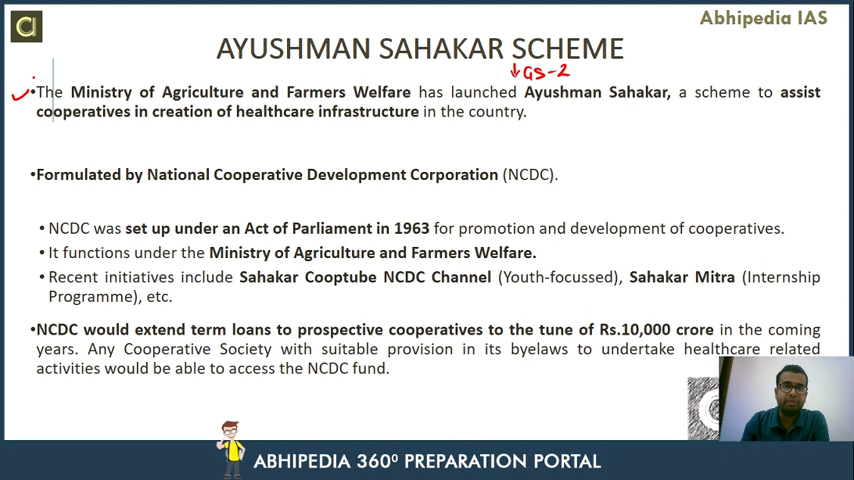 Abhipedia IAS
AYUSHMAN SAHAKAR SCHEME
↓ GS-2
•The Ministry of Agriculture and Farmers Welfare has launched Ayushman Sahakar, a scheme to assist
cooperatives in creation of healthcare infrastructure in the country.
•Formulated by National Cooperative Development Corporation (NCDC).
• NCDC was set up under an Act of Parliament in 1963 for promotion and development of cooperatives.
• It functions under the Ministry of Agriculture and Farmers Welfare.
• Recent initiatives include Sahakar Cooptube NCDC Channel (Youth-focussed), Sahakar Mitra (Internship
Programme), etc.
•NCDC would extend term loans to prospective cooperatives to the tune of Rs.10,000 crore in the coming
years. Any Cooperative Society with suitable provision in its byelaws to undertake healthcare related
activities would be able to access the NCDC fund.
ABHIPEDIA 360⁰ PREPARATION PORTAL